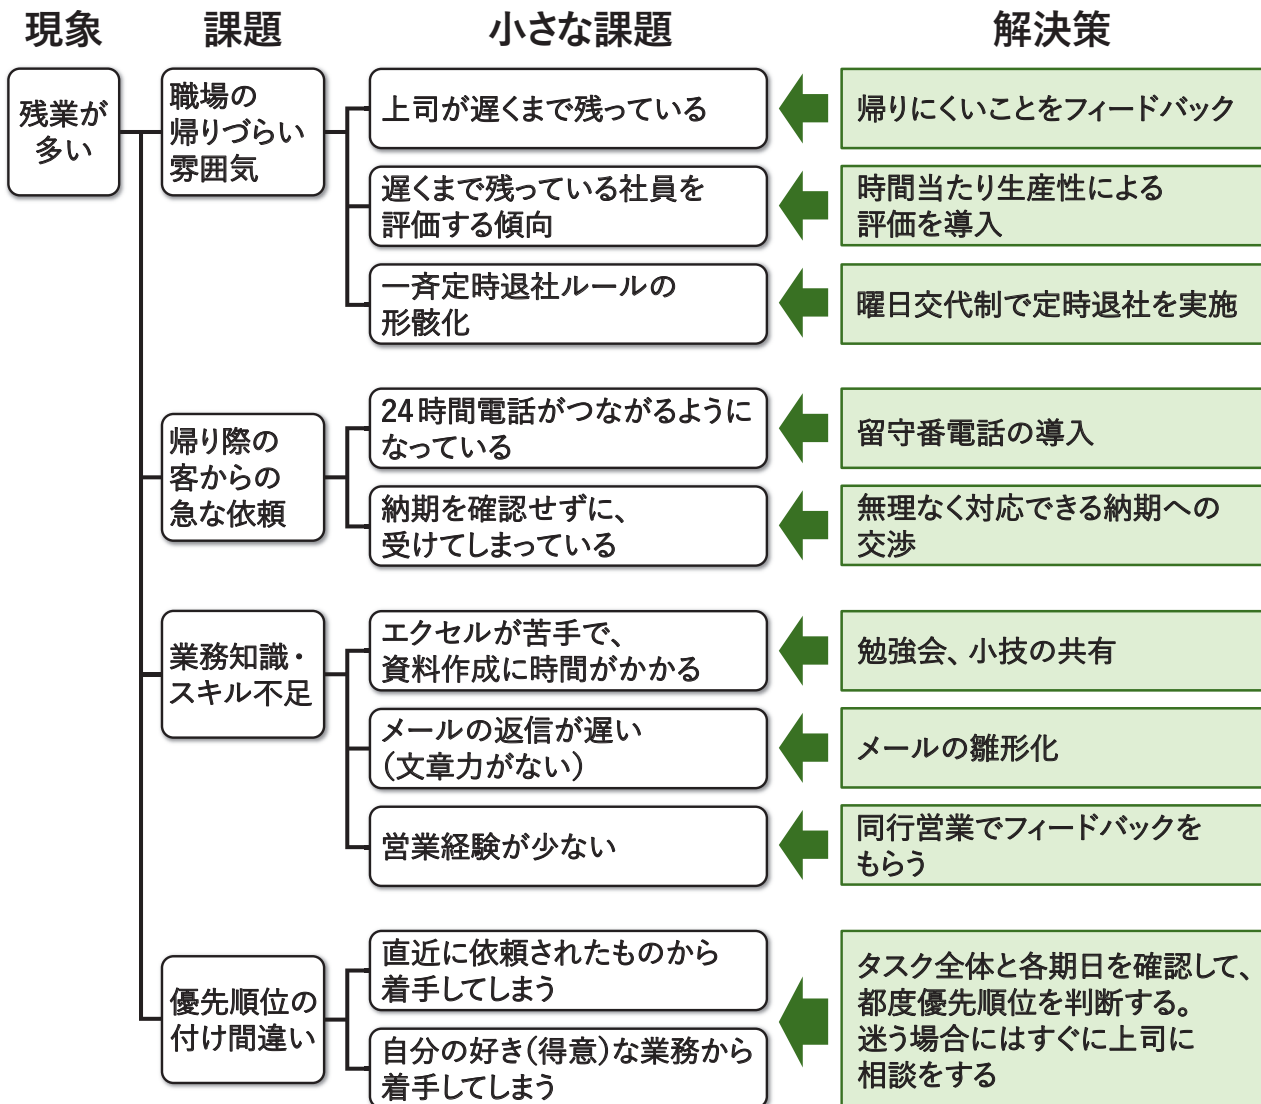 現象
課題
小さな課題
解決策
残業が
多い
職場の
帰りづらい
雰囲気
上司が遅くまで残っている
帰りにくいことをフィードバック
遅くまで残っている社員を
評価する傾向
時間当たり生産性による
評価を導入
一斉定時退社ルールの
形骸化
曜日交代制で定時退社を実施
帰り際の
客からの
急な依頼
24時間電話がつながるように
なっている
留守番電話の導入
納期を確認せずに、
受けてしまっている
無理なく対応できる納期への
交渉
業務知識・
スキル不足
エクセルが苦手で、
資料作成に時間がかかる
勉強会、小技の共有
メールの返信が遅い
（文章力がない）
メールの雛形化
営業経験が少ない
同行営業でフィードバックを
もらう
優先順位の
付け間違い
直近に依頼されたものから
着手してしまう
自分の好き（得意）な業務から
着手してしまう
タスク全体と各期日を確認して、
都度優先順位を判断する。
迷う場合にはすぐに上司に
相談をする